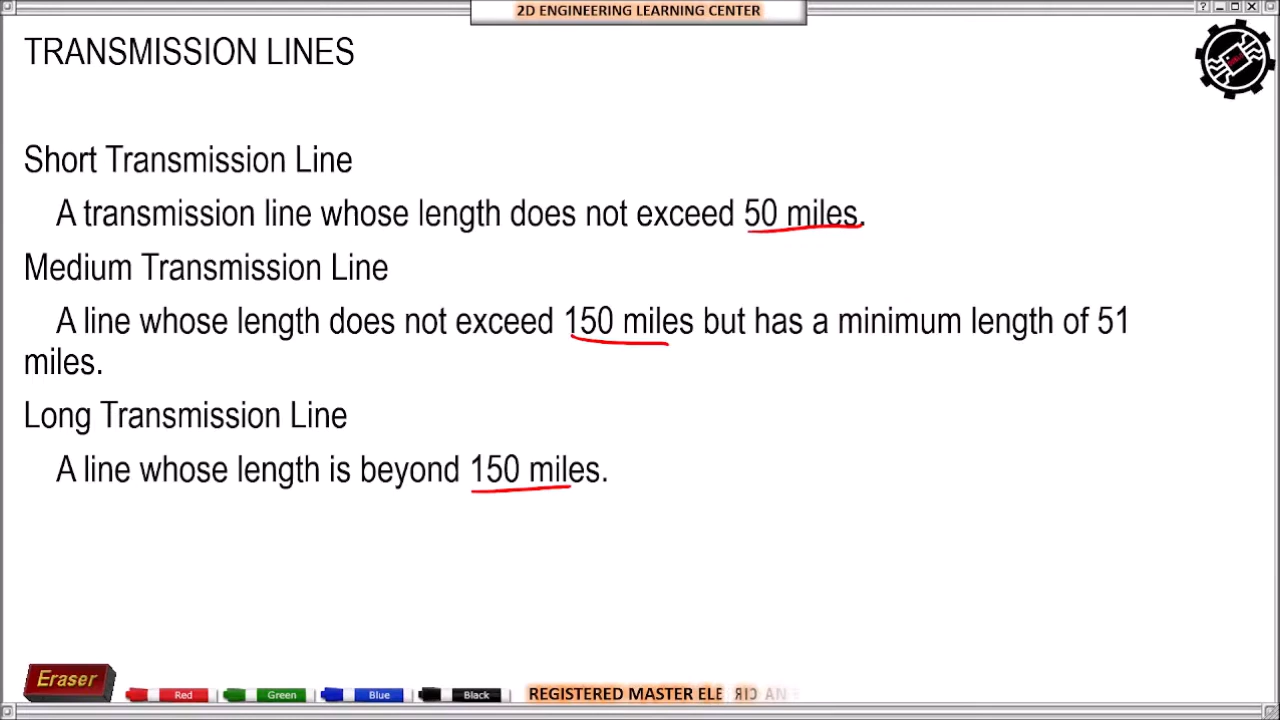 2D ENGINEERING LEARNING CENTER
TRANSMISSION LINES
Short Transmission Line
A transmission line whose length does not exceed 50 miles.
Medium Transmission Line
A line whose length does not exceed 150 miles but has a minimum length of 51
miles.
Long Transmission Line
A line whose length is beyond 150 miles.
Eraser
Red
Green
Blue
Black
REGISTERED MASTER ELE